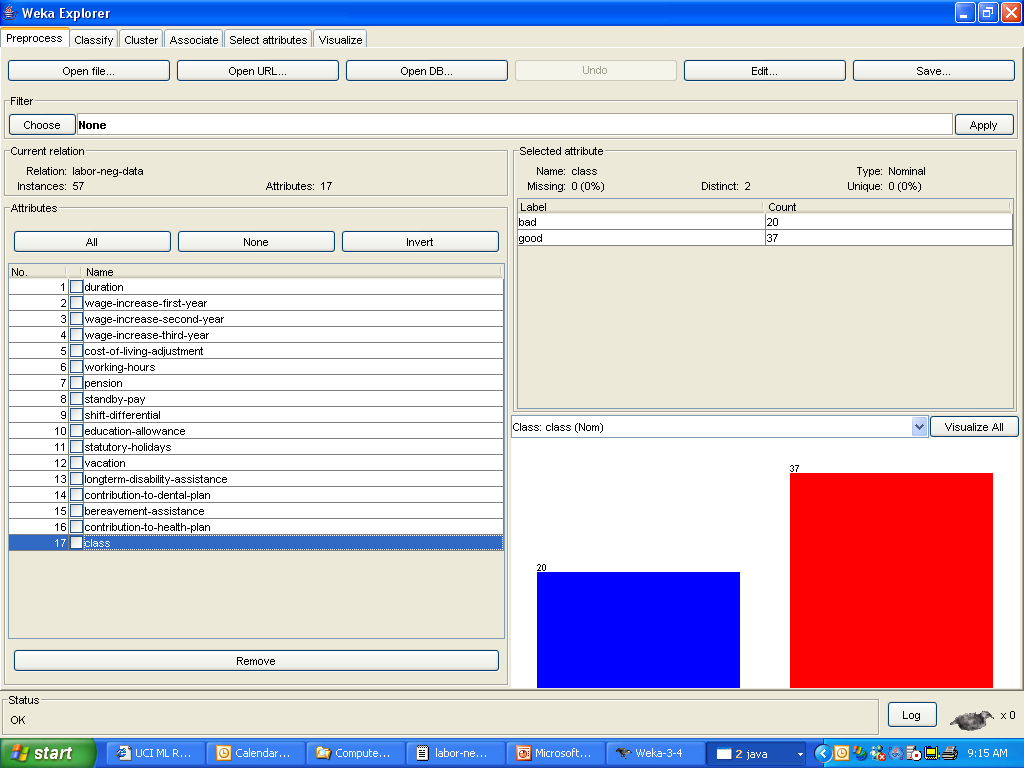 Weka Explorer
Preprocess Classify Cluster Associate Select attributes Visualize
Open file... Open URL... Open DB... Undo Edit... Save...
Filter
Choose None Apply
Current relation
Relation: labor-neg-data
Instances: 57 Attributes: 17
Selected attribute
Name: class Type: Nominal
Missing: 0 (0%) Distinct: 2 Unique: 0 (0%)
Label Count
bad 20
good 37
Attributes
All None Invert
No. Name
1 duration
2 wage-increase-first-year
3 wage-increase-second-year
4 wage-increase-third-year
5 cost-of-living-adjustment
6 working-hours
7 pension
8 standby-pay
9 shift-differential
10 education-allowance
11 statutory-holidays
12 vacation
13 longterm-disability-assistance
14 contribution-to-dental-plan
15 bereavement-assistance
16 contribution-to-health-plan
17 class
Remove
Class: class (Nom) Visualize All
37
20
Status
OK
Log x 0
start UCI ML R... Calendar... Compute... labor-ne... Microsoft... Weka-3-4 2 java 9:15 AM